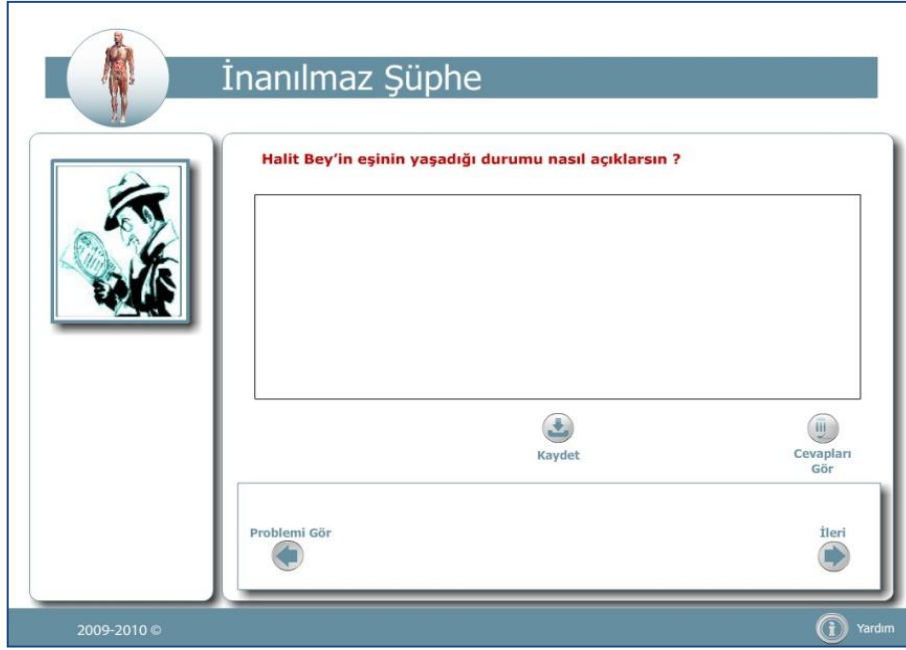 İnanılmaz Şüphe
Halit Bey'in eşinin yaşadığı durumu nasıl açıklarsın ?
Kaydet
Cevapları
Gör
Problemi Gör
İleri
2009-2010 ©
Yardım